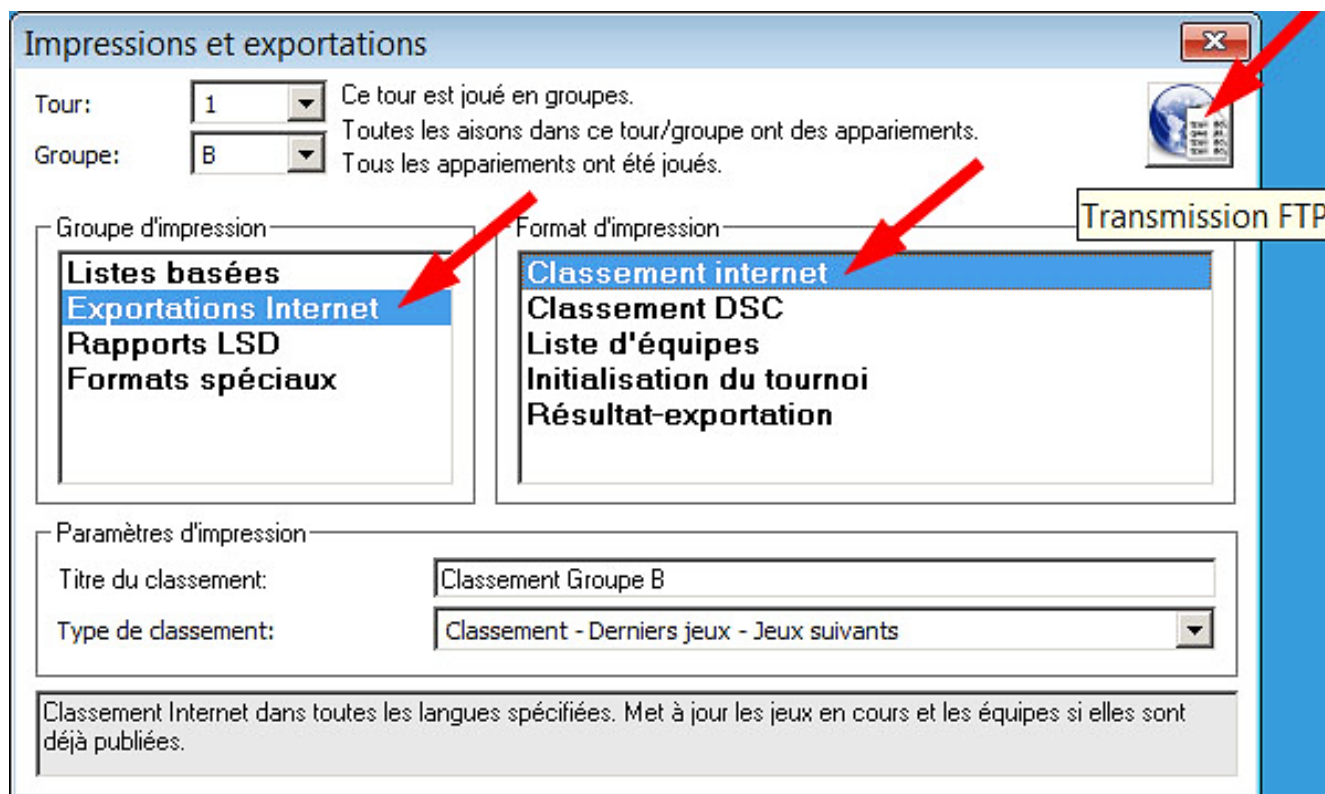 Impressions et exportations
Tour:
1
Ce tour est joué en groupes.
Toutes les aisons dans ce tour/groupe ont des appariements.
Groupe:
B
Tous les appariements ont été joués.
Transmission FTP
Groupe d'impression
Listes basées
Exportations Internet
Rapports LSD
Formats spéciaux
Format d'impression
Classement internet
Classement DSC
Liste d'équipes
Initialisation du tournoi
Résultat-exportation
Paramètres d'impression
Titre du classement:
Classement Groupe B
Type de classement:
Classement - Derniers jeux - Jeux suivants
Classement Internet dans toutes les langues spécifiées. Met à jour les jeux en cours et les équipes si elles sont
déjà publiées.